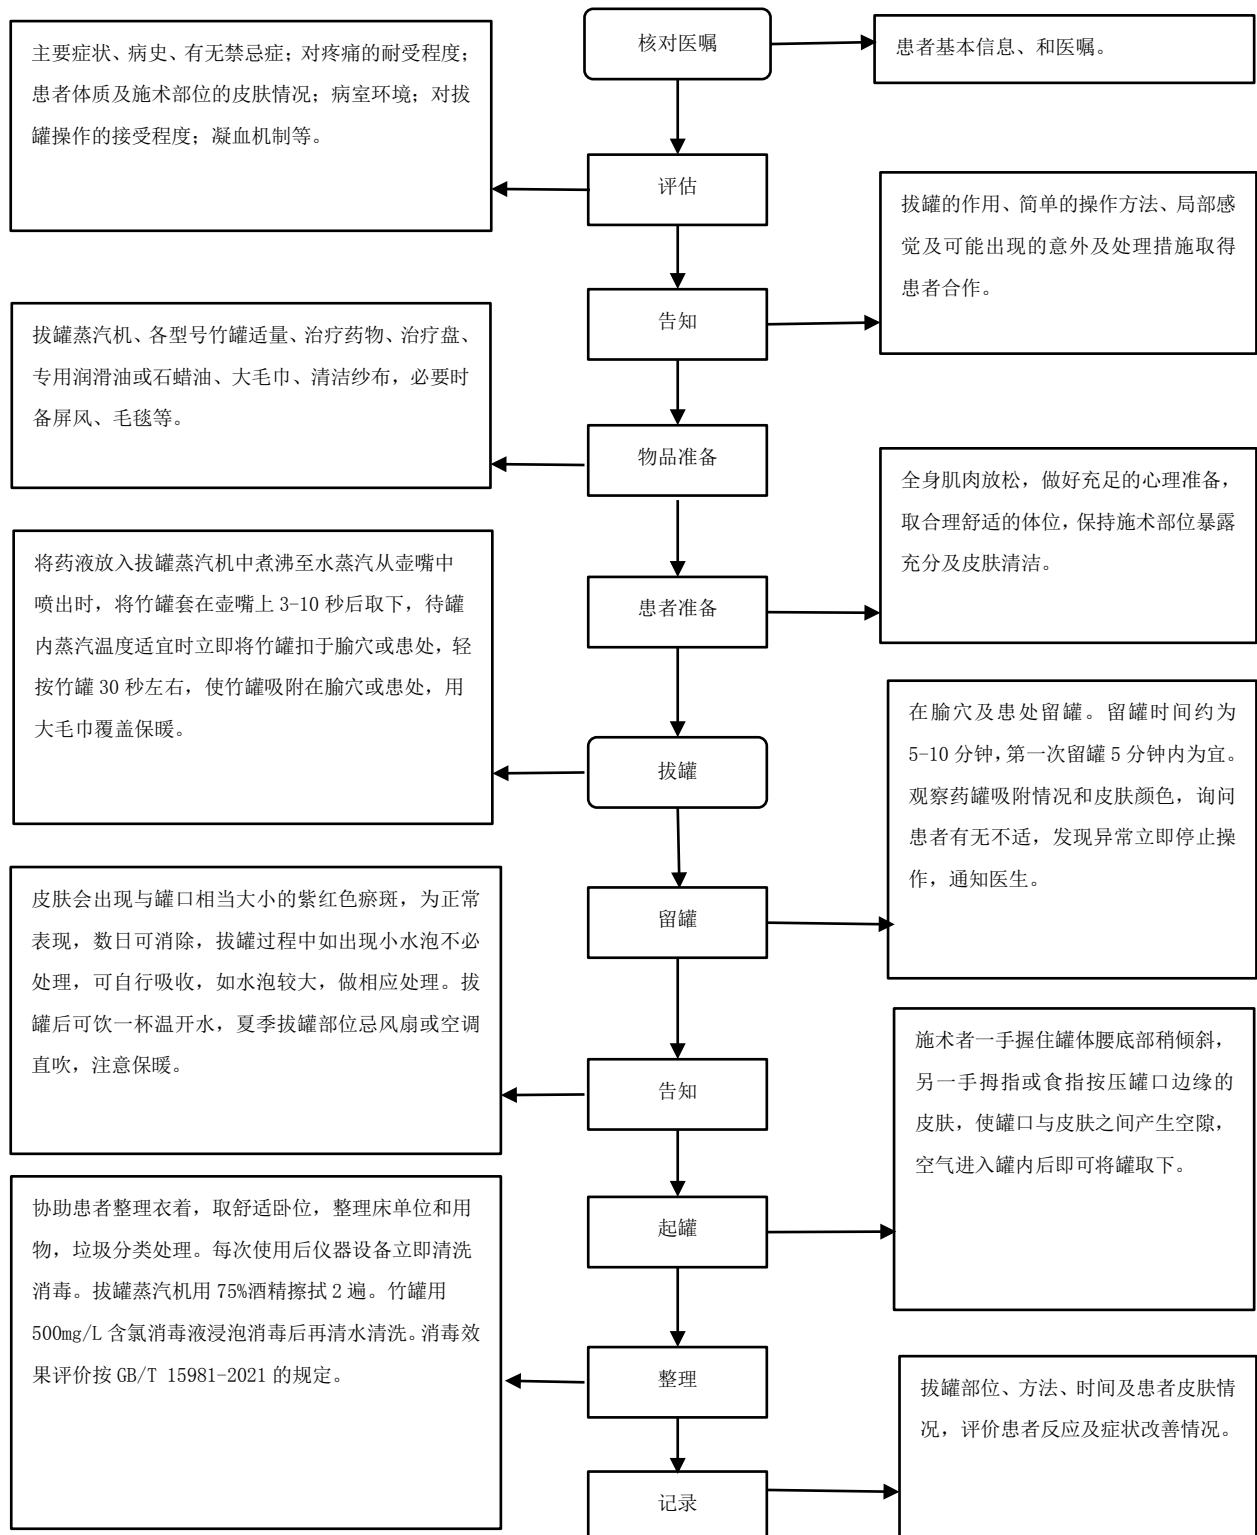 核对医嘱
患者基本信息、和医嘱。
主要症状、病史、有无禁忌症；对疼痛的耐受程度；
患者体质及施术部位的皮肤情况；病室环境；对拔
罐操作的接受程度；凝血机制等。
评估
拔罐的作用、简单的操作方法、局部感
觉及可能出现的意外及处理措施取得
患者合作。
告知
拔罐蒸汽机、各型号竹罐适量、治疗药物、治疗盘、
专用润滑油或石蜡油、大毛巾、清洁纱布，必要时
备屏风、毛毯等。
物品准备
全身肌肉放松，做好充足的心理准备，
取合理舒适的体位，保持施术部位暴露
充分及皮肤清洁。
患者准备
将药液放入拔罐蒸汽机中煮沸至水蒸汽从壶嘴中
喷出时，将竹罐套在壶嘴上 3-10 秒后取下，待罐
内蒸汽温度适宜时立即将竹罐扣于腧穴或患处，轻
按竹罐 30 秒左右，使竹罐吸附在腧穴或患处，用
大毛巾覆盖保暖。
拔罐
在腧穴及患处留罐。留罐时间约为
5-10 分钟，第一次留罐 5 分钟内为宜。
观察药罐吸附情况和皮肤颜色，询问
患者有无不适，发现异常立即停止操
作，通知医生。
留罐
皮肤会出现与罐口相当大小的紫红色瘀斑，为正常
表现，数日可消除，拔罐过程中如出现小水泡不必
处理，可自行吸收，如水泡较大，做相应处理。拔
罐后可饮一杯温开水，夏季拔罐部位忌风扇或空调
直吹，注意保暖。
告知
施术者一手握住罐体腰底部稍倾斜，
另一手拇指或食指按压罐口边缘的
皮肤，使罐口与皮肤之间产生空隙，
空气进入罐内后即可将罐取下。
起罐
协助患者整理衣着，取舒适卧位，整理床单位和用
物，垃圾分类处理。每次使用后仪器设备立即清洗
消毒。拔罐蒸汽机用 75%酒精擦拭 2 遍。竹罐用
500mg/L 含氯消毒液浸泡消毒后再清水清洗。消毒效
果评价按 GB/T 15981-2021 的规定。
整理
拔罐部位、方法、时间及患者皮肤情
况，评价患者反应及症状改善情况。
记录